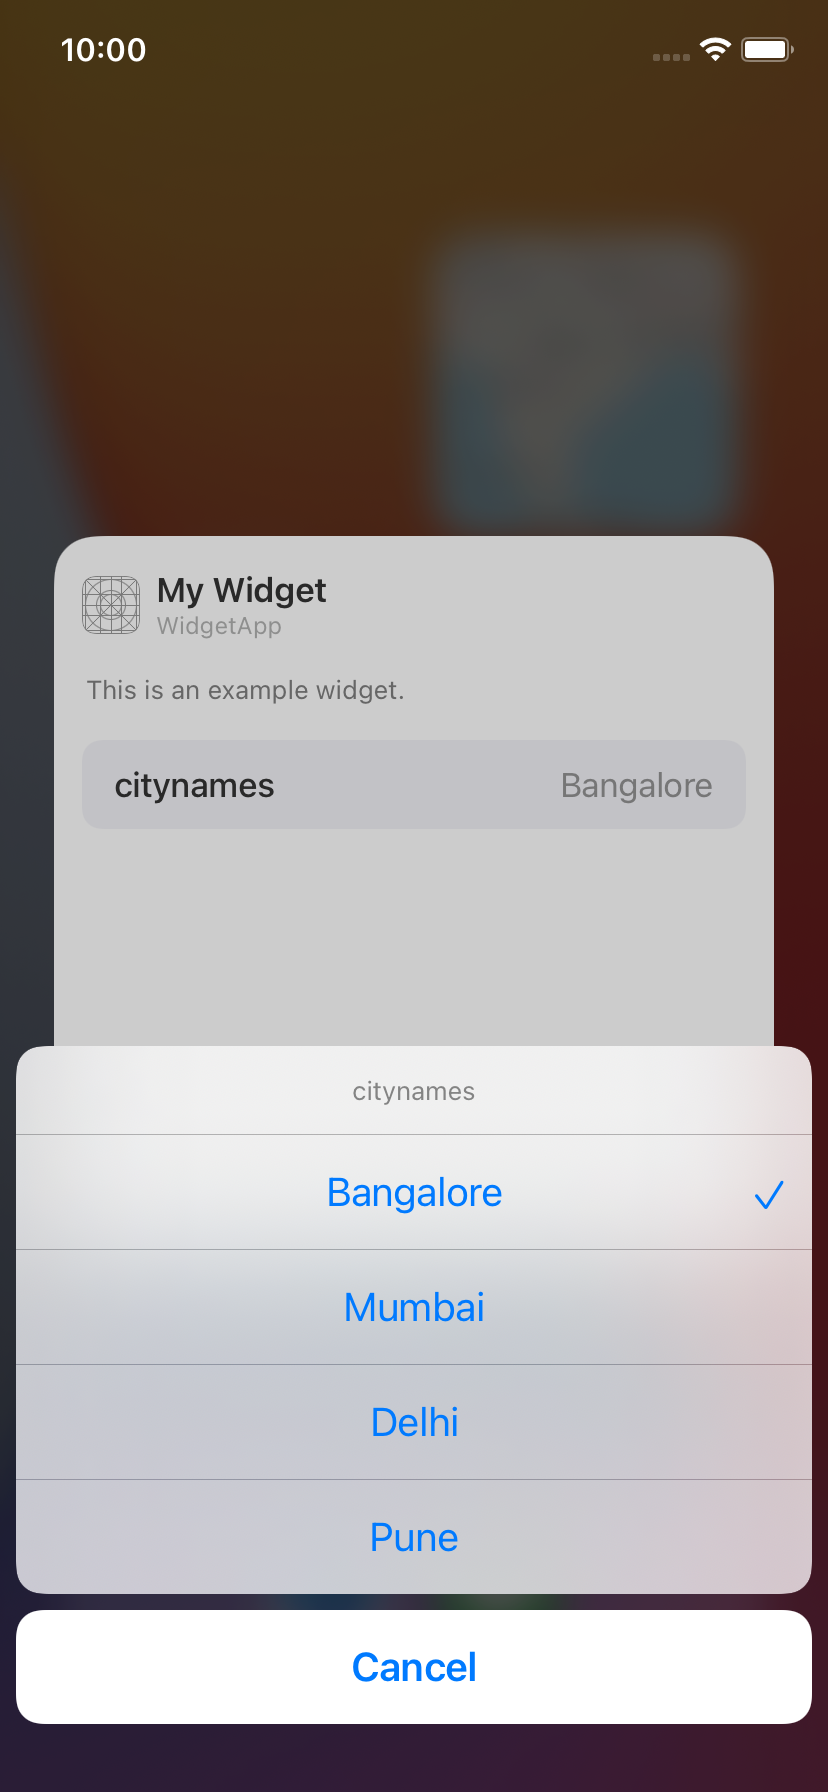 10:00
My Widget
WidgetApp
This is an example widget.
citynames Bangalore
citynames
Bangalore
Mumbai
Delhi
Pune
Cancel